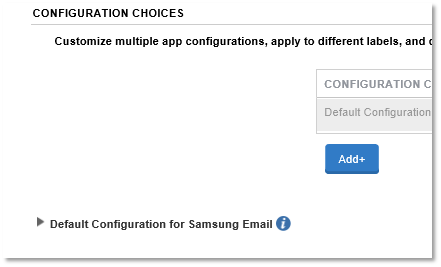 CONFIGURATION CHOICES
Customize multiple app configurations, apply to different labels, and
CONFIGURATION C
Default Configuration
Add+
Default Configuration for Samsung Email